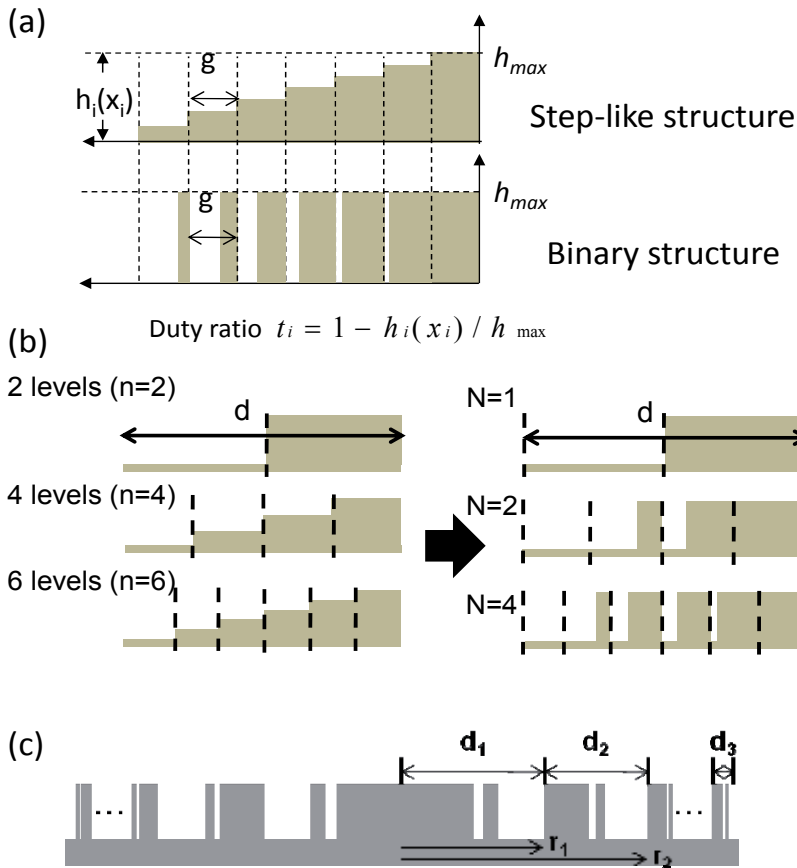 (a)
g
h_max
h_i(x_i)
Step-like structure
g
h_max
Binary structure
Duty ratio t_i = 1 − h_i(x_i) / h_max
(b)
2 levels (n=2)
d
N=1
d
4 levels (n=4)
N=2
6 levels (n=6)
N=4
(c)
d_1 d_2 d_3
...
...
r_1
r_2